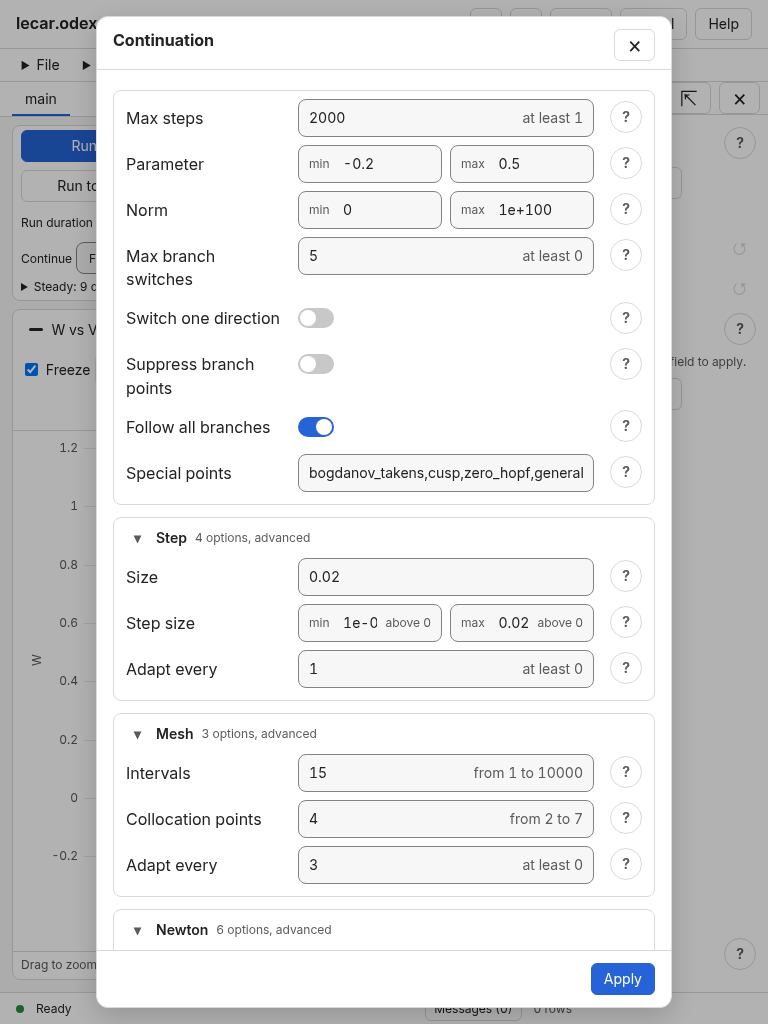 lecar.odex
Help
Continuation
×
File
main
×
Run
Max steps
2000
at least 1
?
?
Parameter
min
-0.2
max
0.5
?
Run to
Norm
min
0
max
1e+100
?
Run duration
Max branch switches
5
at least 0
?
Continue
F
Steady: 9 c
Switch one direction
?
W vs V
?
Suppress branch points
?
Freeze
field to apply.
Follow all branches
?
Special points
bogdanov_takens,cusp,zero_hopf,general
?
1.2
1
0.8
0.6
0.4
0.2
0
-0.2
W
Step
4 options, advanced
Size
0.02
?
Step size
min
1e-0
above 0
max
0.02
above 0
?
Adapt every
1
at least 0
?
Mesh
3 options, advanced
Intervals
15
from 1 to 10000
?
Collocation points
4
from 2 to 7
?
Adapt every
3
at least 0
?
Newton
6 options, advanced
?
Drag to zoom
Apply
Ready
Messages (0)
0 rows